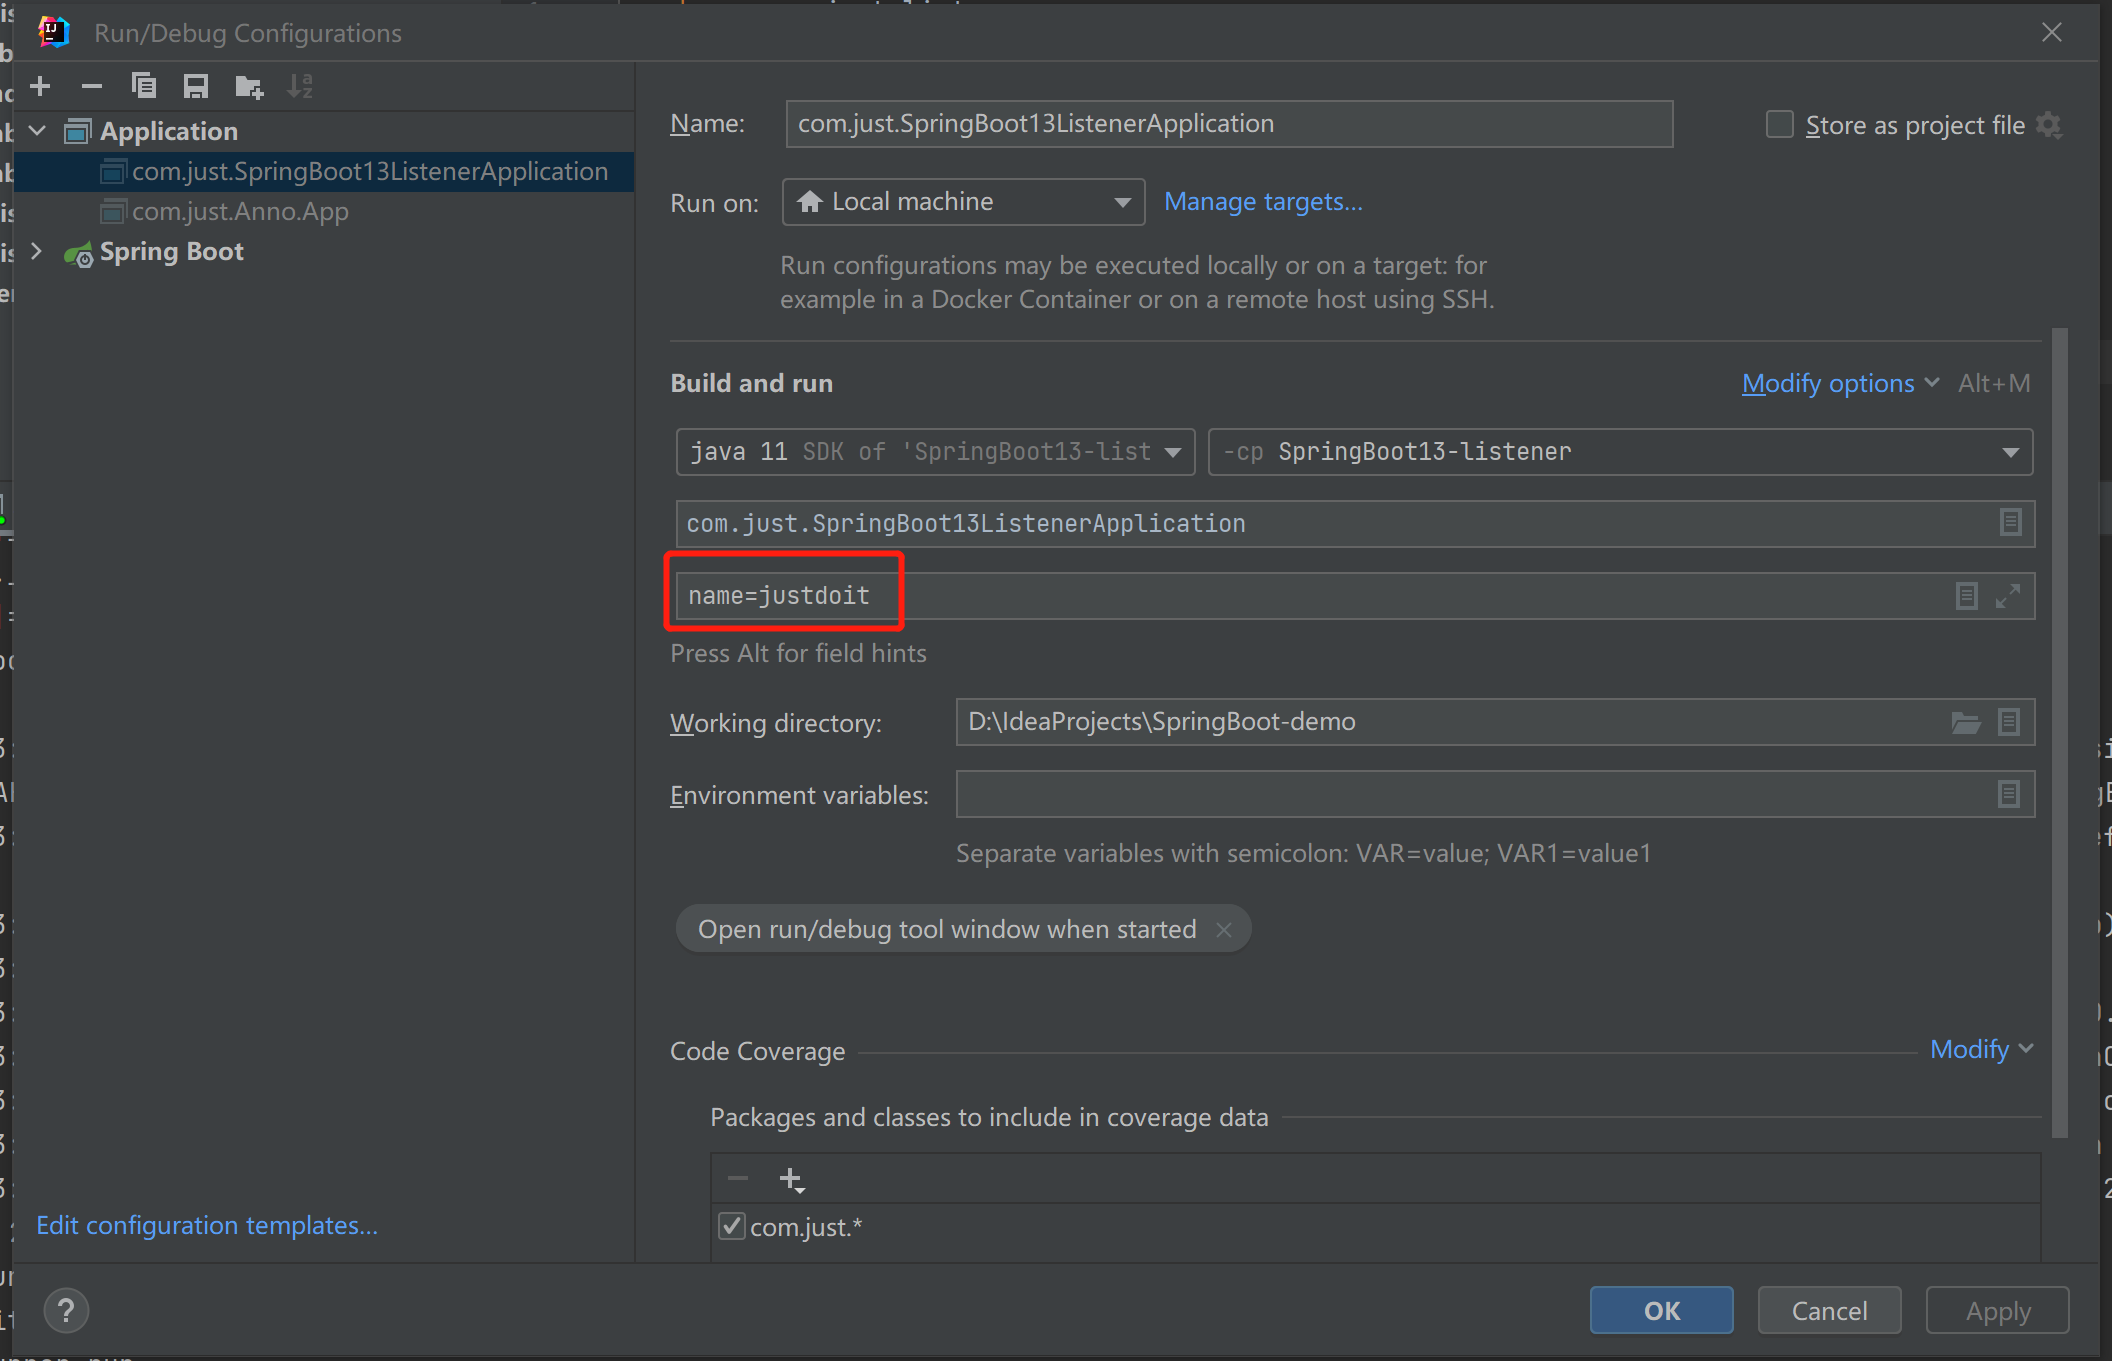 Run/Debug Configurations
Application
com.just.SpringBoot13ListenerApplication
com.just.Anno.App
Spring Boot
Edit configuration templates...
Name: com.just.SpringBoot13ListenerApplication
Store as project file
Run on: Local machine Manage targets...
Run configurations may be executed locally or on a target: for
example in a Docker Container or on a remote host using SSH.
Build and run Modify options Alt+M
java 11 SDK of 'SpringBoot13-list -cp SpringBoot13-listener
com.just.SpringBoot13ListenerApplication
name=justdoit
Press Alt for field hints
Working directory: D:\IdeaProjects\SpringBoot-demo
Environment variables:
Separate variables with semicolon: VAR=value; VAR1=value1
Open run/debug tool window when started
Code Coverage Modify
Packages and classes to include in coverage data
com.just.*
? OK Cancel Apply